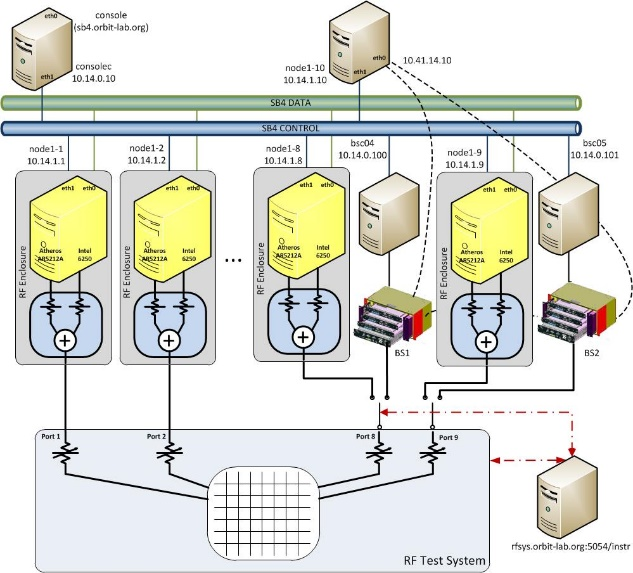 eth0
console
(sb4.orbit-lab.org)
eth1
consolec
10.14.0.10
node1-10
10.14.1.10
eth0
eth1
10.41.14.10
SB4 DATA
SB4 CONTROL
node1-1
10.14.1.1
node1-2
10.14.1.2
node1-8
10.14.1.8
bsc04
10.14.0.100
node1-9
10.14.1.9
bsc05
10.14.0.101
RF Enclosure
eth1 eth0
Atheros AR5212A
Intel 6250
RF Enclosure
eth1 eth0
Atheros AR5212A
Intel 6250
...
RF Enclosure
eth1 eth0
Atheros AR5212A
Intel 6250
BS1
RF Enclosure
eth1 eth0
Atheros AR5212A
Intel 6250
BS2
Port 1
Port 2
Port 8
Port 9
RF Test System
rfsys.orbit-lab.org:5054/instr